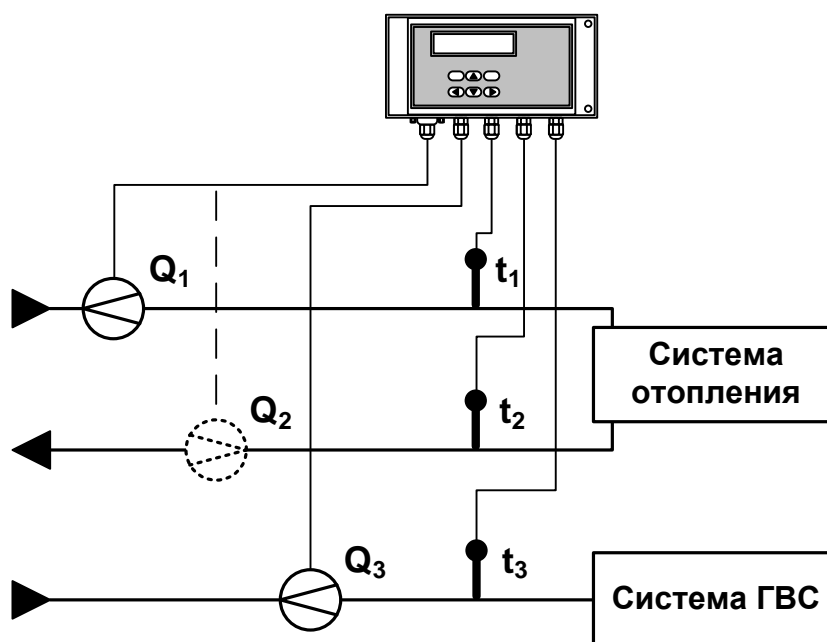 Q₁
t₁
Система
отопления
Q₂
t₂
Q₃
t₃
Система ГВС